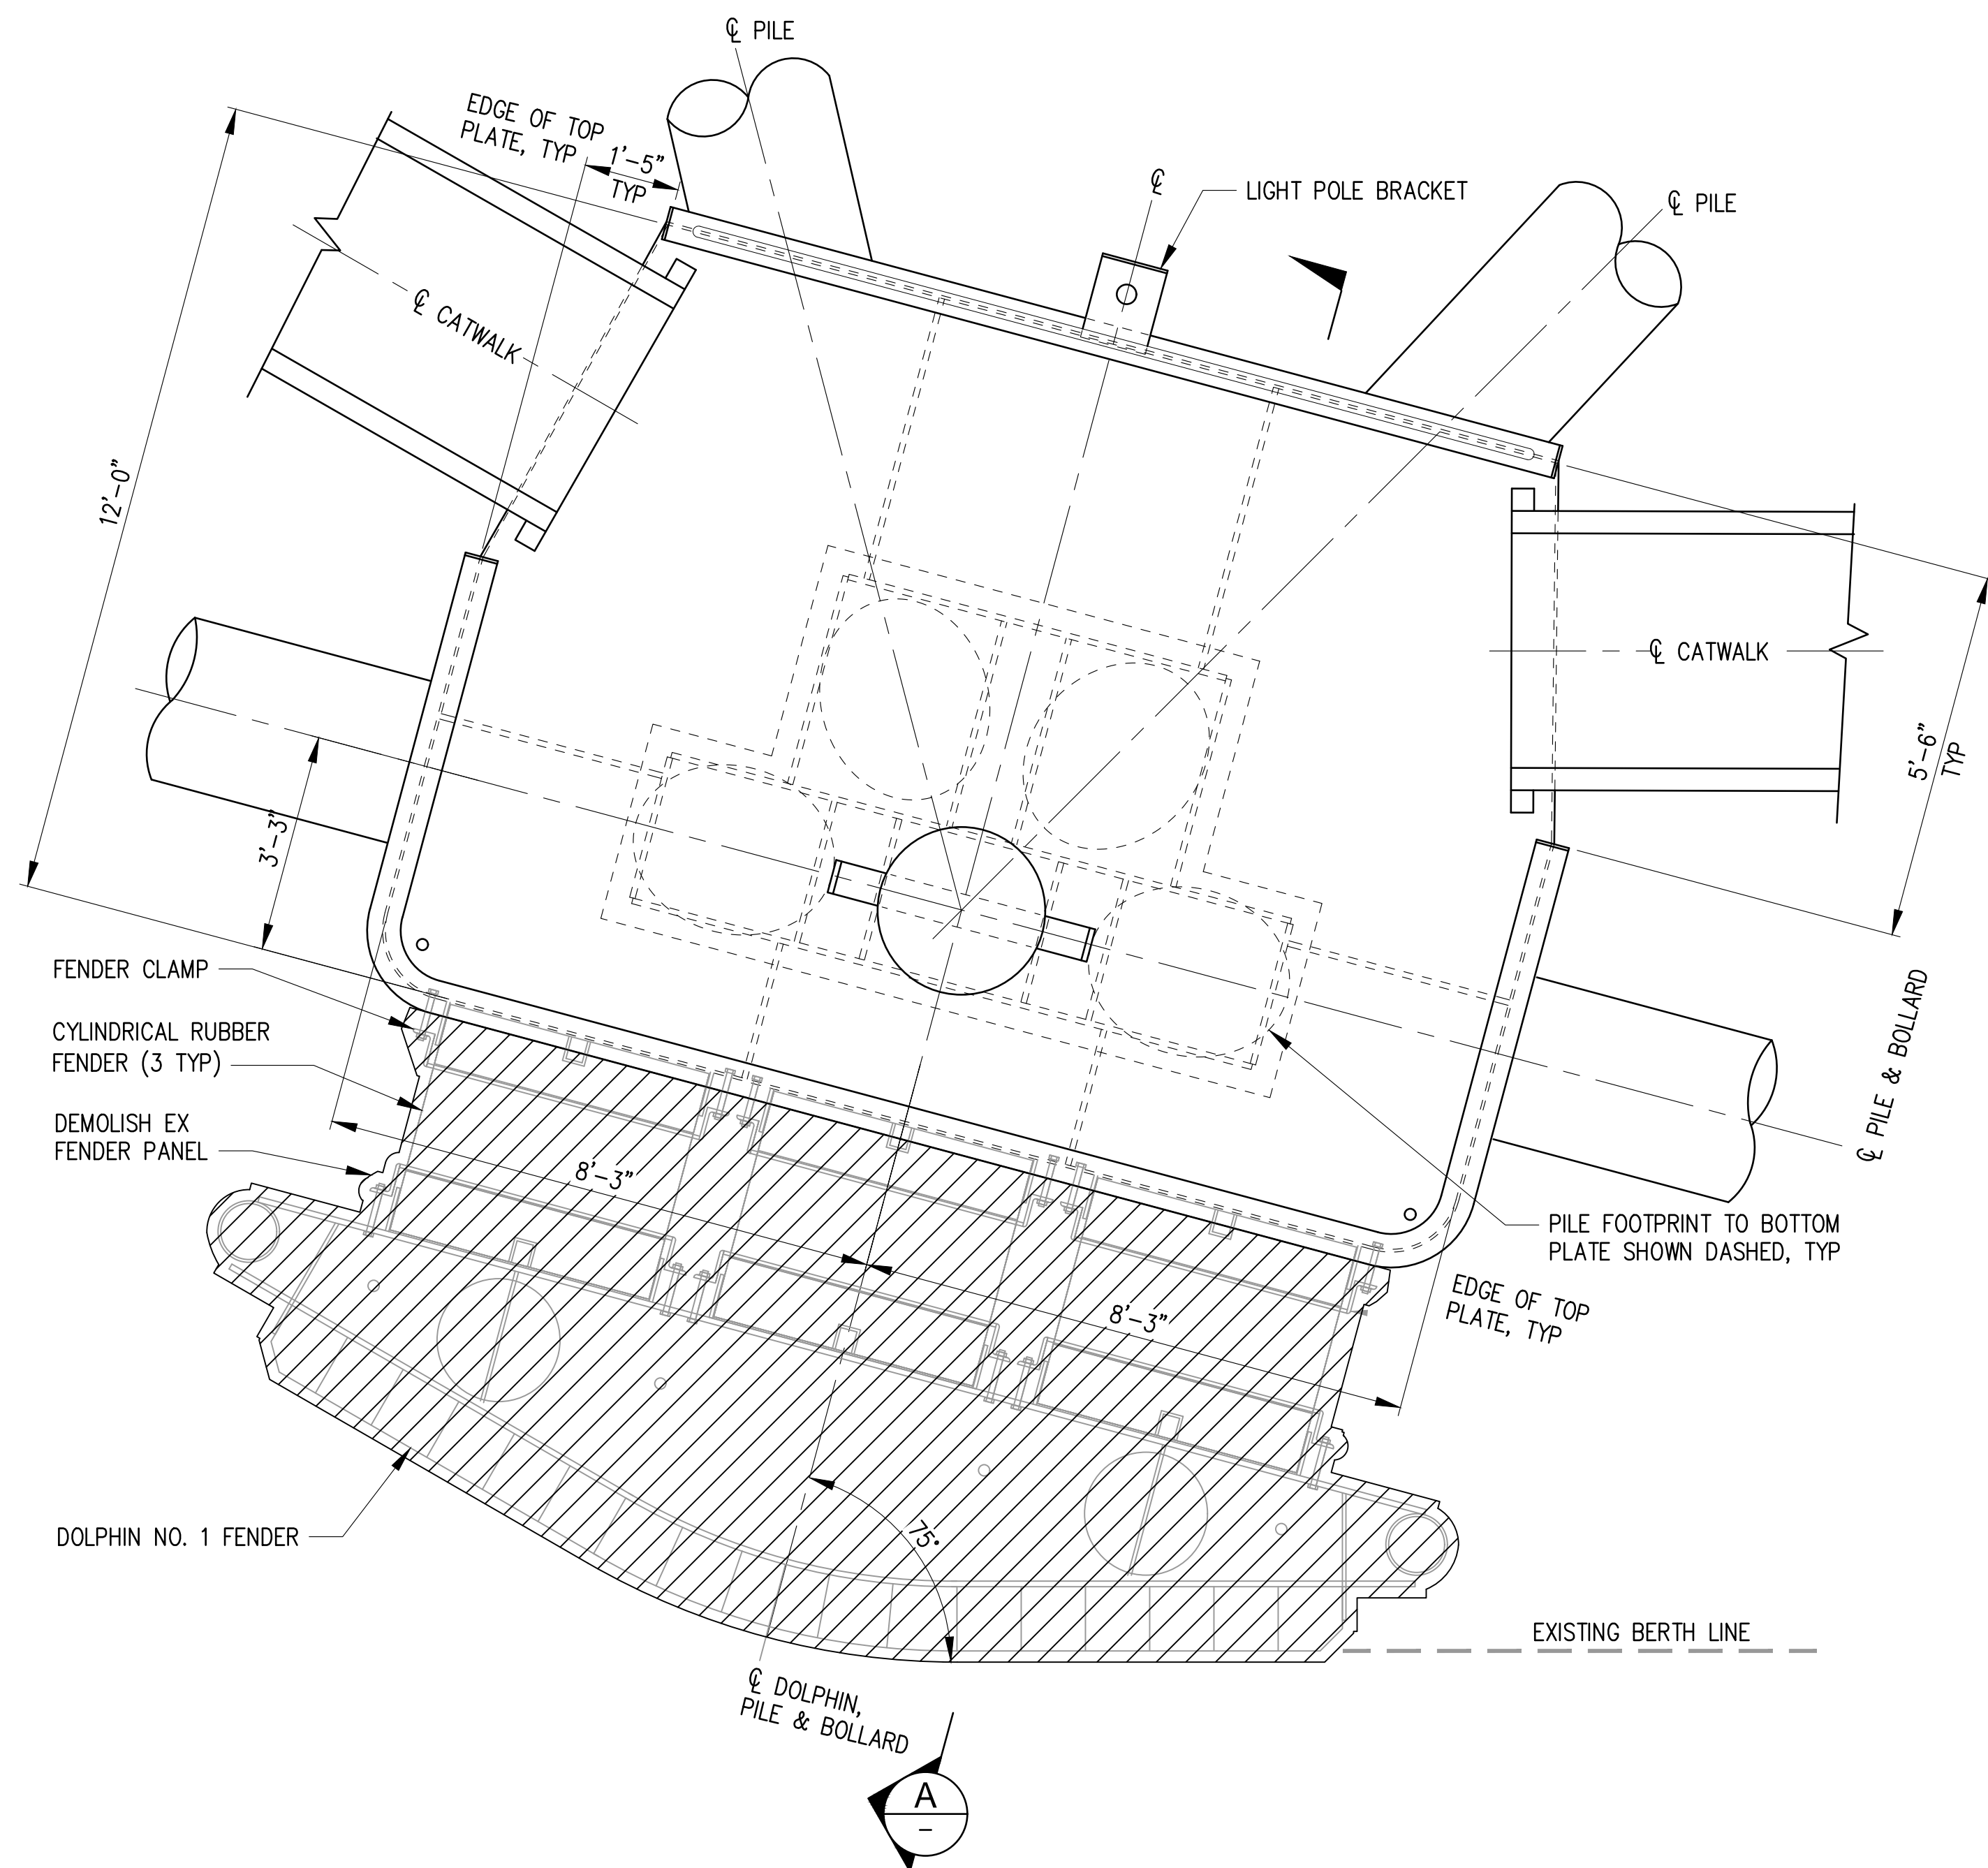 ℄ PILE
EDGE OF TOP
PLATE, TYP
1'-5"
TYP
℄
LIGHT POLE BRACKET
℄ PILE
℄ CATWALK
12'-0"
℄ CATWALK
5'-6"
TYP
3'-3"
FENDER CLAMP
CYLINDRICAL RUBBER
FENDER (3 TYP)
DEMOLISH EX
FENDER PANEL
℄ PILE & BOLLARD
8'-3"
PILE FOOTPRINT TO BOTTOM
PLATE SHOWN DASHED, TYP
8'-3"
EDGE OF TOP
PLATE, TYP
DOLPHIN NO. 1 FENDER
75°
EXISTING BERTH LINE
℄ DOLPHIN,
PILE & BOLLARD
A
–